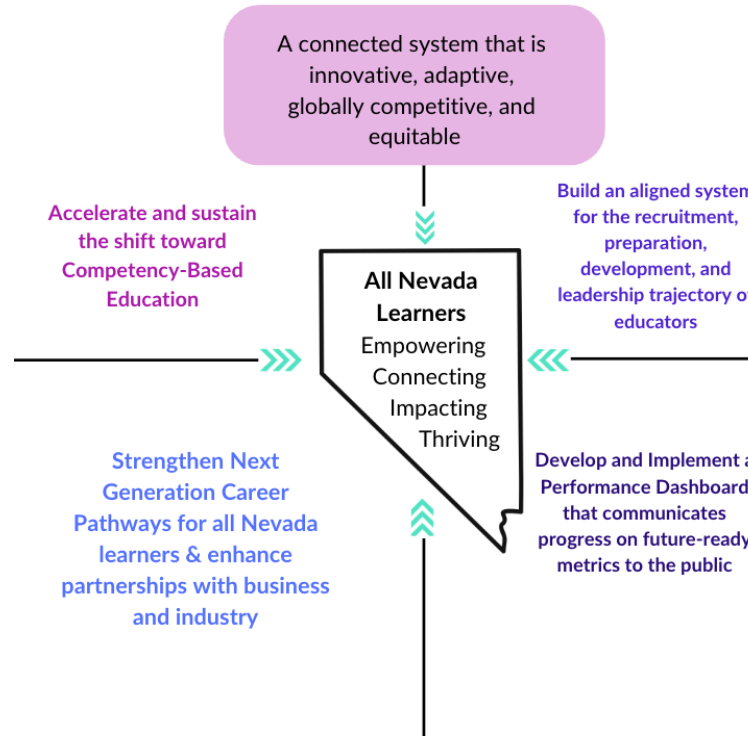 A connected system that is
innovative, adaptive,
globally competitive, and
equitable
Accelerate and sustain
the shift toward
Competency-Based
Education
Build an aligned system
for the recruitment,
preparation,
development, and
leadership trajectory of
educators
All Nevada
Learners
Empowering
Connecting
Impacting
Thriving
Strengthen Next
Generation Career
Pathways for all Nevada
learners & enhance
partnerships with business
and industry
Develop and Implement a
Performance Dashboard
that communicates
progress on future-ready
metrics to the public